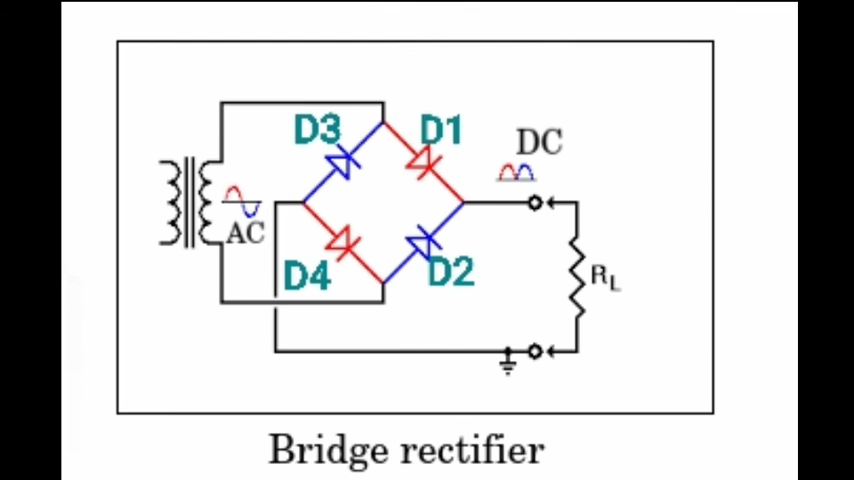 D3
D1
DC
AC
D4
D2
RL
Bridge rectifier